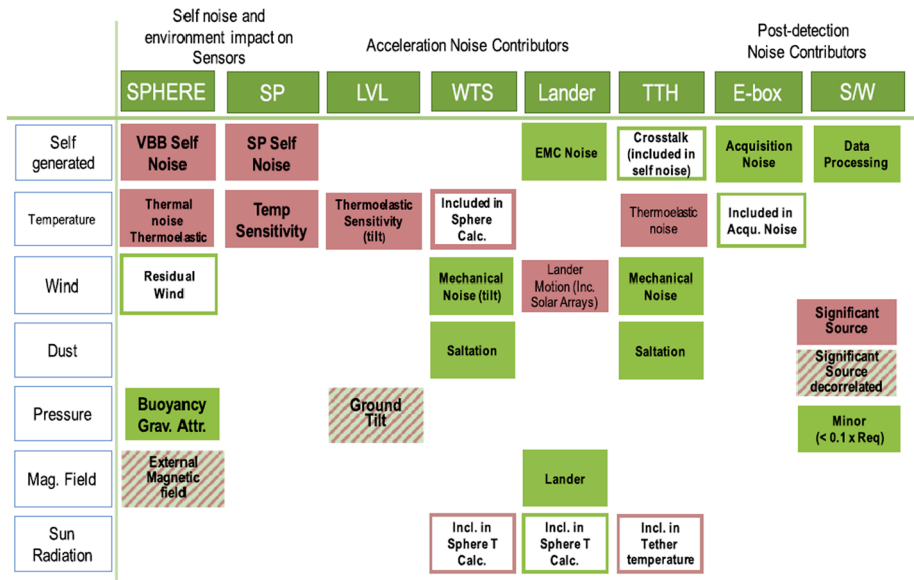 Self noise and
environment impact on
Sensors
Acceleration Noise Contributors
Post-detection
Noise Contributors
SPHERE
SP
LVL
WTS
Lander
TTH
E-box
S/W
Self
generated
VBB Self
Noise
SP Self
Noise
EMC Noise
Crosstalk
(included in
self noise)
Acquisition
Noise
Data
Processing
Temperature
Thermal
noise
Thermoelastic
Temp
Sensitivity
Thermoelastic
Sensitivity
(tilt)
Included in
Sphere
Calc.
Thermoelastic
noise
Included in
Acqu. Noise
Wind
Residual
Wind
Mechanical
Noise (tilt)
Lander
Motion (Inc.
Solar Arrays)
Mechanical
Noise
Significant
Source
Dust
Saltation
Saltation
Significant
Source
decorrelated
Pressure
Buoyancy
Grav. Attr.
Ground
Tilt
Minor
(< 0.1 x Req)
Mag. Field
External
Magnetic
field
Lander
Sun
Radiation
Incl. in
Sphere T
Calc.
Incl. in
Sphere T
Calc.
Incl. in
Tether
temperature